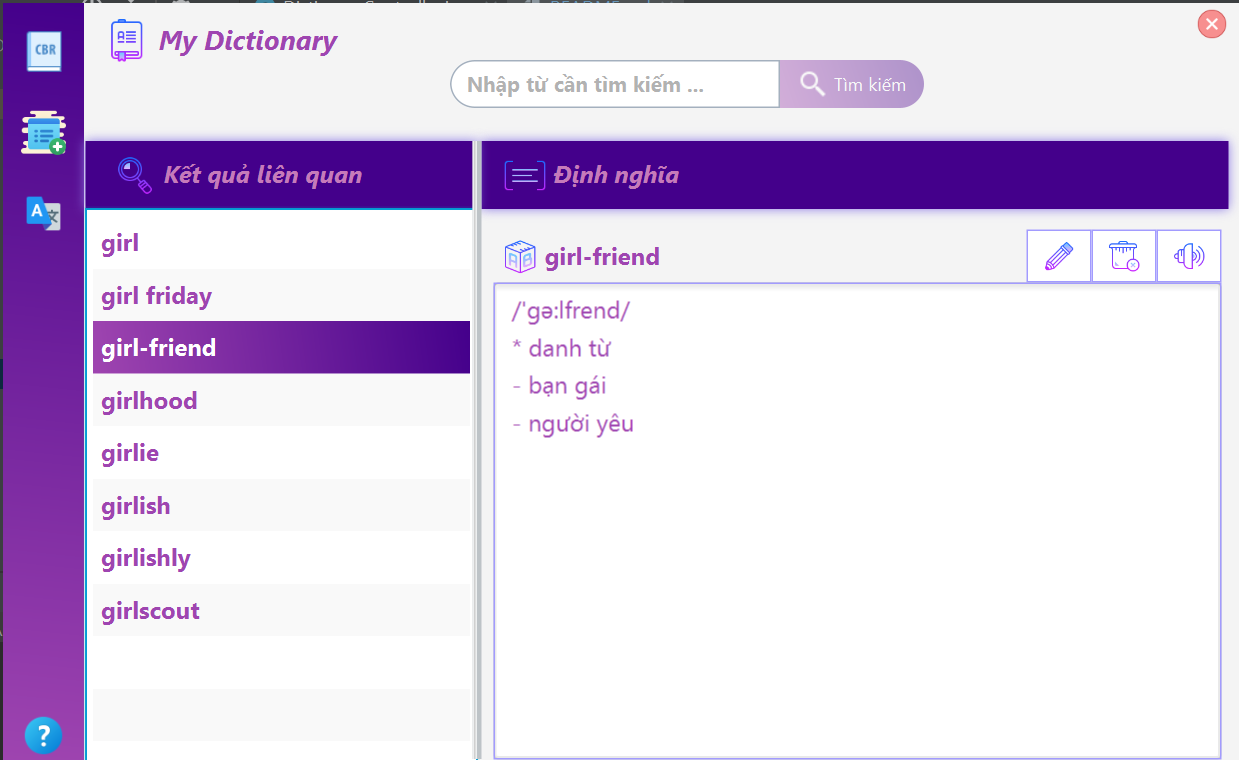 CBR
My Dictionary
Nhập từ cần tìm kiếm ...
Tìm kiếm
Kết quả liên quan
girl
girl friday
girl-friend
girlhood
girlie
girlish
girlishly
girlscout
Định nghĩa
girl-friend
/'gə:lfrend/
* danh từ
- bạn gái
- người yêu
?